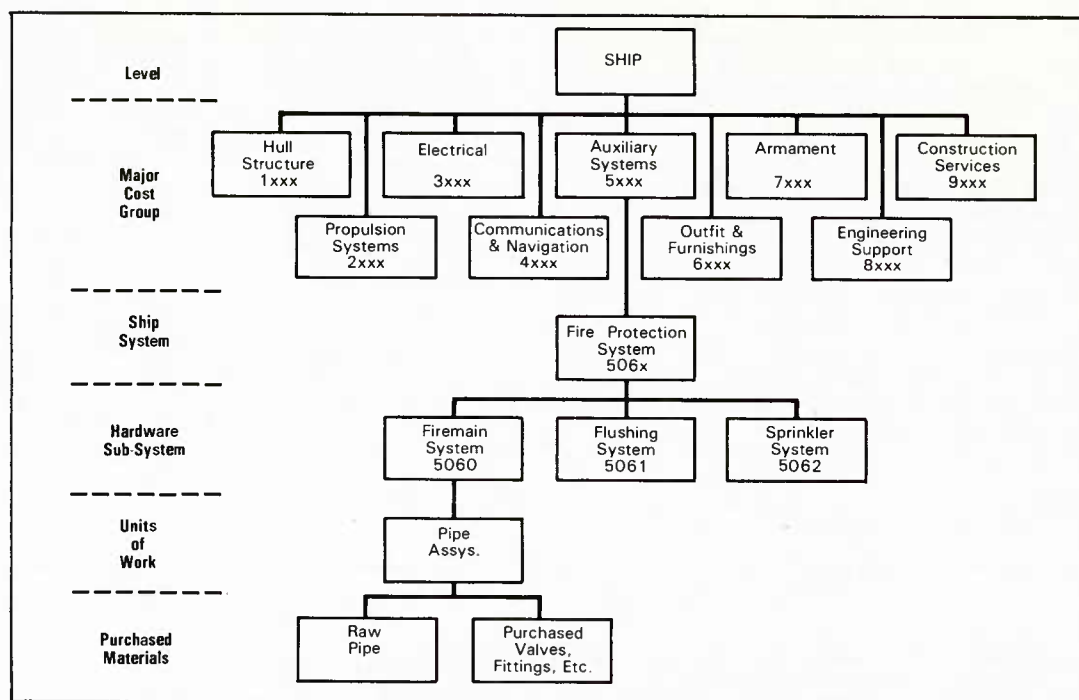 Level
SHIP
Major
Cost
Group
Hull
Structure
1xxx
Electrical
3xxx
Auxiliary
Systems
5xxx
Armament
7xxx
Construction
Services
9xxx
Propulsion
Systems
2xxx
Communications
& Navigation
4xxx
Outfit &
Furnishings
6xxx
Engineering
Support
8xxx
Ship
System
Fire Protection
System
506x
Hardware
Sub-System
Firemain
System
5060
Flushing
System
5061
Sprinkler
System
5062
Units
of
Work
Pipe
Assys.
Purchased
Materials
Raw
Pipe
Purchased
Valves,
Fittings, Etc.